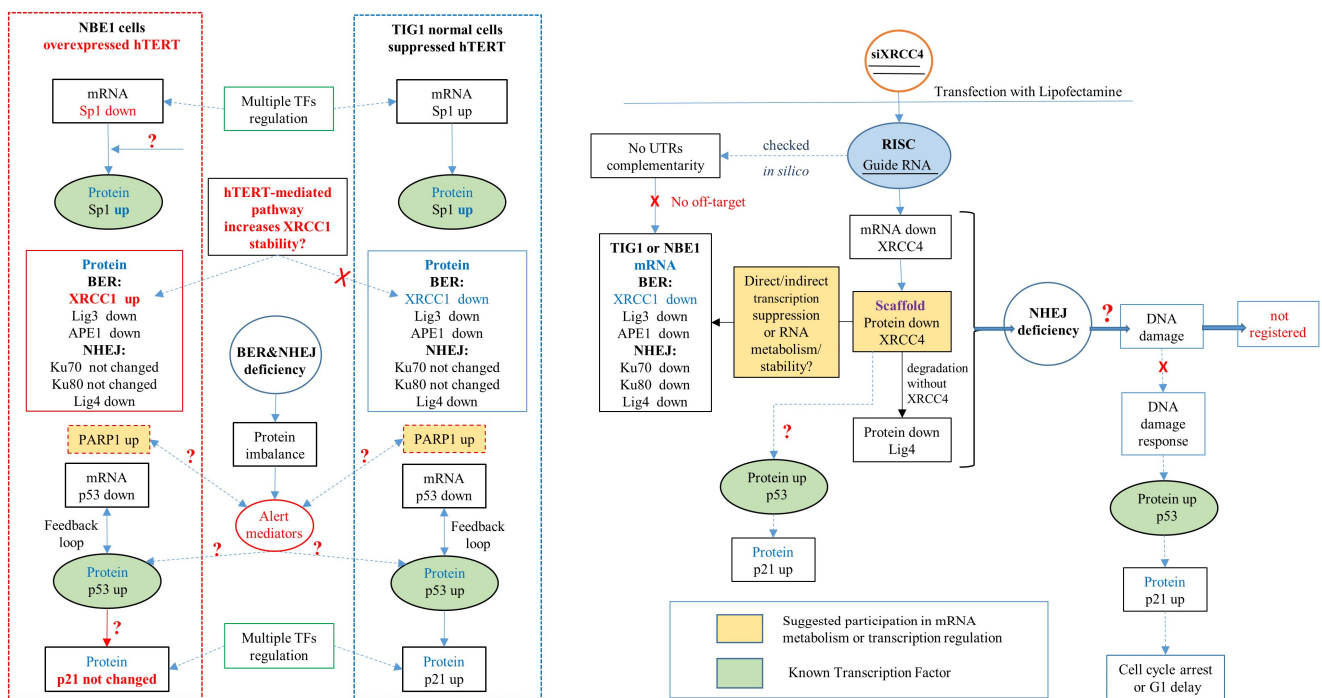 NBE1 cells
overexpressed hTERT
mRNA
Sp1 down
?
Protein
Sp1 up
Protein
BER:
XRCC1 up
Lig3 down
APE1 down
NHEJ:
Ku70 not changed
Ku80 not changed
Lig4 down
PARP1 up
mRNA
p53 down
Feedback
loop
Protein
p53 up
?
Protein
p21 not changed
Multiple TFs
regulation
hTERT-mediated
pathway
increases XRCC1
stability?
X
BER&NHEJ
deficiency
Protein
imbalance
?
?
Alert
mediators
?
?
Multiple TFs
regulation
TIG1 normal cells
suppressed hTERT
mRNA
Sp1 up
Protein
Sp1 up
Protein
BER:
XRCC1 down
Lig3 down
APE1 down
NHEJ:
Ku70 not changed
Ku80 not changed
Lig4 down
PARP1 up
mRNA
p53 down
Feedback
loop
Protein
p53 up
Protein
p21 up
siXRCC4
Transfection with Lipofectamine
RISC
Guide RNA
checked
in silico
No UTRs
complementarity
X No off-target
TIG1 or NBE1
mRNA
BER:
XRCC1 down
Lig3 down
APE1 down
NHEJ:
Ku70 down
Ku80 down
Lig4 down
Direct/indirect
transcription
suppression
or RNA
metabolism/
stability?
mRNA down
XRCC4
Scaffold
Protein down
XRCC4
degradation
without
XRCC4
Protein down
Lig4
?
Protein up
p53
Protein
p21 up
NHEJ
deficiency
?
DNA
damage
not
registered
X
DNA
damage
response
Protein up
p53
Protein
p21 up
Cell cycle arrest
or G1 delay
Suggested participation in mRNA
metabolism or transcription regulation
Known Transcription Factor